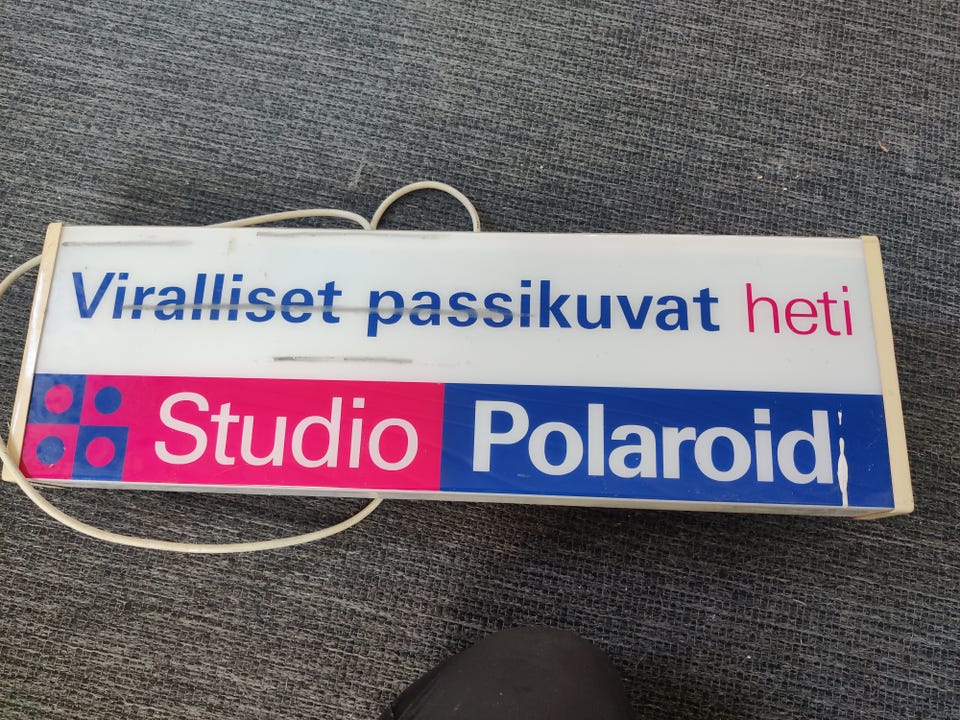 Viralliset passikuvat heti
Studio Polaroid